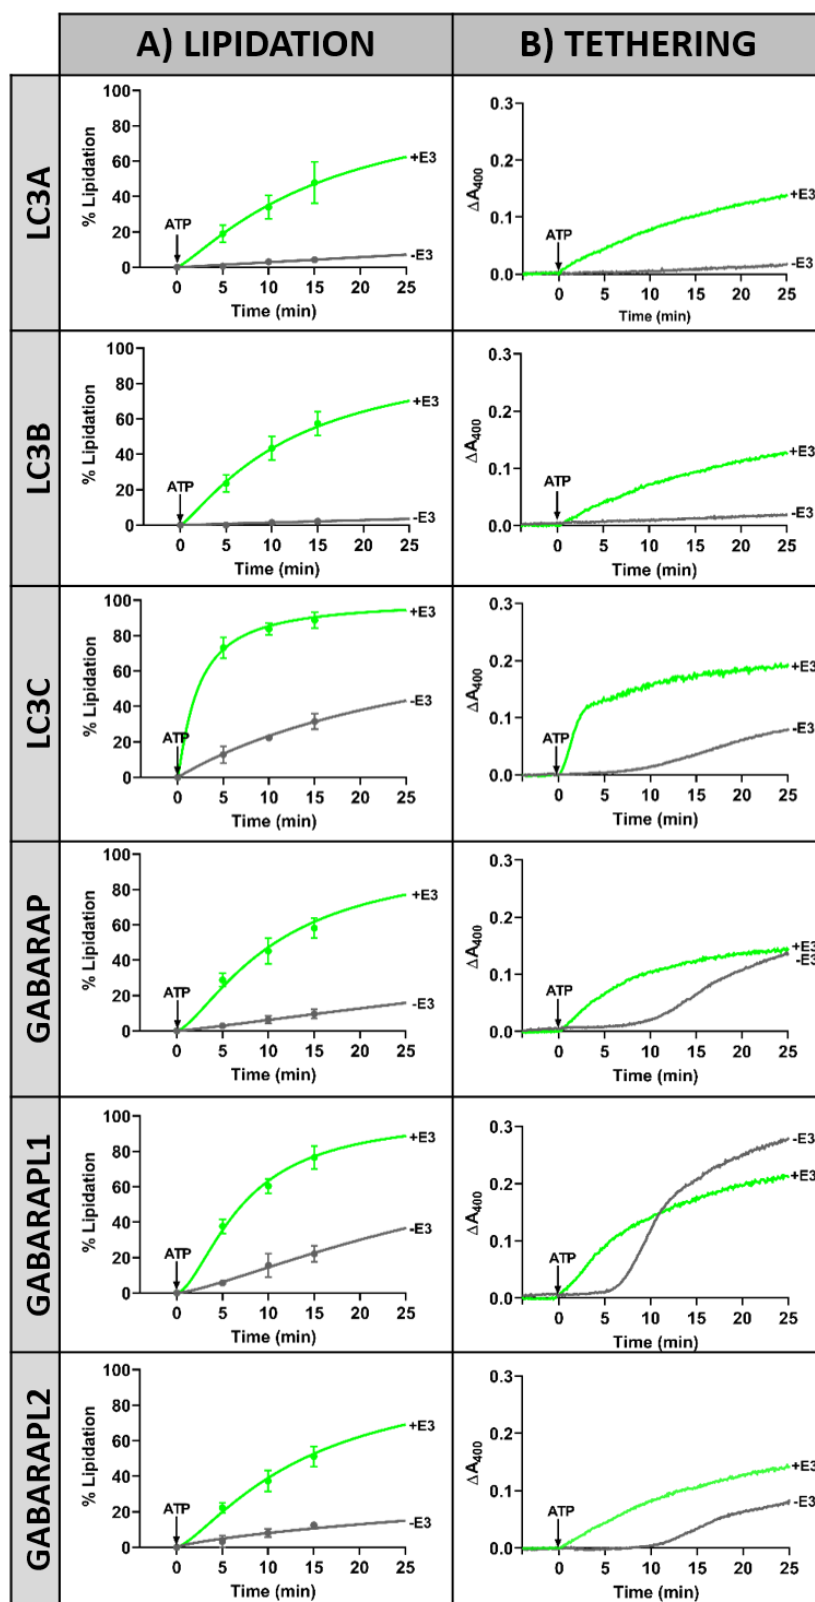 A) LIPIDATION
B) TETHERING
LC3A
% Lipidation
100
80
60
40
20
0
ATP
+E3
-E3
0 5 10 15 20 25
Time (min)
ΔA400
0.3
0.2
0.1
0.0
ATP
+E3
-E3
0 5 10 15 20 25
Time (min)
LC3B
% Lipidation
100
80
60
40
20
0
ATP
+E3
-E3
0 5 10 15 20 25
Time (min)
ΔA400
0.3
0.2
0.1
0.0
ATP
+E3
-E3
0 5 10 15 20 25
Time (min)
LC3C
% Lipidation
100
80
60
40
20
0
ATP
+E3
-E3
0 5 10 15 20 25
Time (min)
ΔA400
0.3
0.2
0.1
0.0
ATP
+E3
-E3
0 5 10 15 20 25
Time (min)
GABARAP
% Lipidation
100
80
60
40
20
0
ATP
+E3
-E3
0 5 10 15 20 25
Time (min)
ΔA400
0.3
0.2
0.1
0.0
ATP
+E3
-E3
0 5 10 15 20 25
Time (min)
GABARAPL1
% Lipidation
100
80
60
40
20
0
ATP
+E3
-E3
0 5 10 15 20 25
Time (min)
ΔA400
0.3
0.2
0.1
0.0
ATP
-E3
+E3
0 5 10 15 20 25
Time (min)
GABARAPL2
% Lipidation
100
80
60
40
20
0
ATP
+E3
-E3
0 5 10 15 20 25
Time (min)
ΔA400
0.3
0.2
0.1
0.0
ATP
+E3
-E3
0 5 10 15 20 25
Time (min)